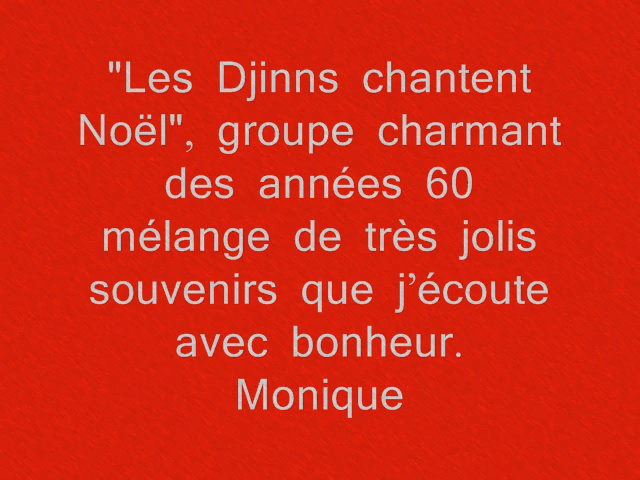 "Les Djinns chantent
Noël", groupe charmant
des années 60
mélange de très jolis
souvenirs que j’écoute
avec bonheur.
Monique